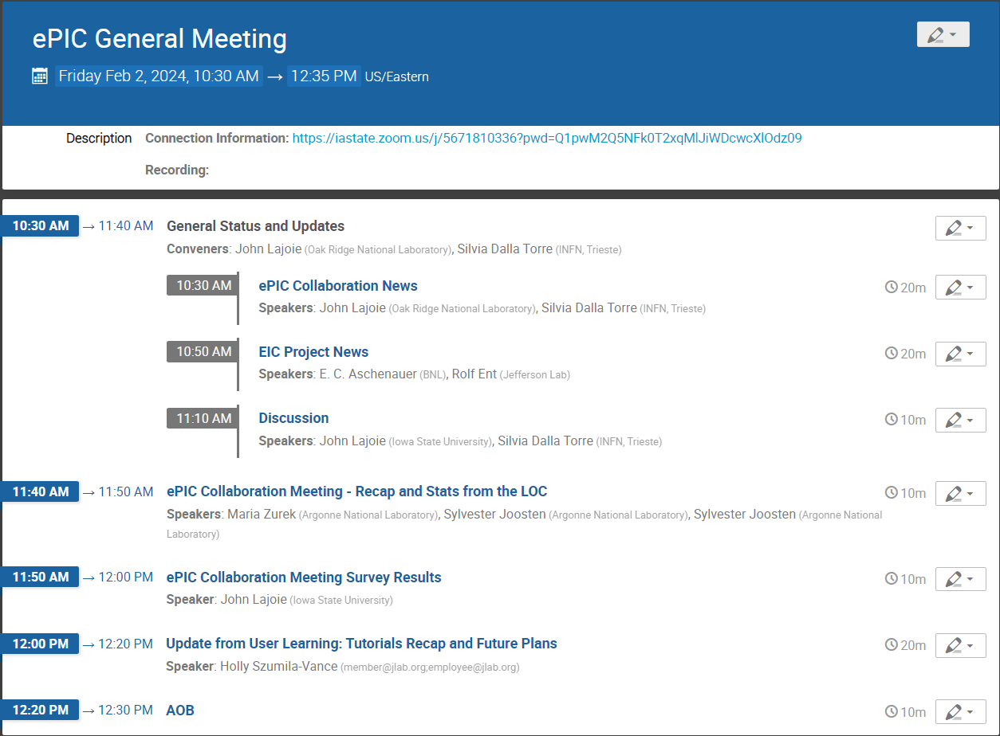 ePIC General Meeting
Friday Feb 2, 2024, 10:30 AM → 12:35 PM US/Eastern
Description Connection Information: https://iastate.zoom.us/j/5671810336?pwd=Q1pwM2Q5NFk0T2xqMlJiWDcwcXlOdz09
Recording:
10:30 AM → 11:40 AM General Status and Updates
Conveners: John Lajoie (Oak Ridge National Laboratory), Silvia Dalla Torre (INFN, Trieste)
10:30 AM ePIC Collaboration News 20m
Speakers: John Lajoie (Oak Ridge National Laboratory), Silvia Dalla Torre (INFN, Trieste)
10:50 AM EIC Project News 20m
Speakers: E. C. Aschenauer (BNL), Rolf Ent (Jefferson Lab)
11:10 AM Discussion 10m
Speakers: John Lajoie (Iowa State University), Silvia Dalla Torre (INFN, Trieste)
11:40 AM → 11:50 AM ePIC Collaboration Meeting - Recap and Stats from the LOC 10m
Speakers: Maria Zurek (Argonne National Laboratory), Sylvester Joosten (Argonne National Laboratory), Sylvester Joosten (Argonne National
Laboratory)
11:50 AM → 12:00 PM ePIC Collaboration Meeting Survey Results 10m
Speaker: John Lajoie (Iowa State University)
12:00 PM → 12:20 PM Update from User Learning: Tutorials Recap and Future Plans 20m
Speaker: Holly Szumila-Vance (member@jlab.org;employee@jlab.org)
12:20 PM → 12:30 PM AOB 10m